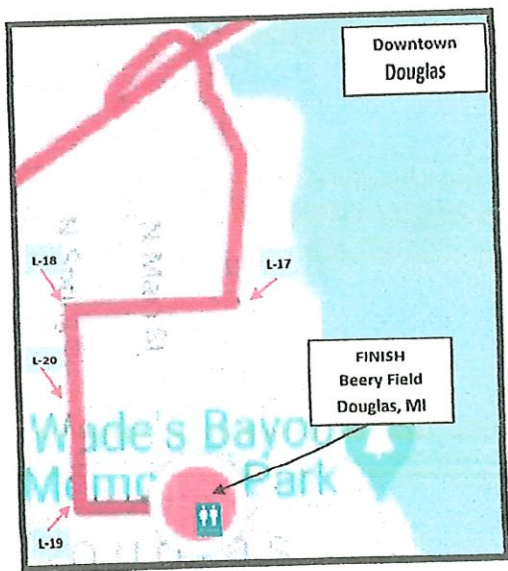 Downtown
Douglas
L-18
L-17
L-20
FINISH
Beery Field
Douglas, MI
Wade's Bayou
Park
L-19